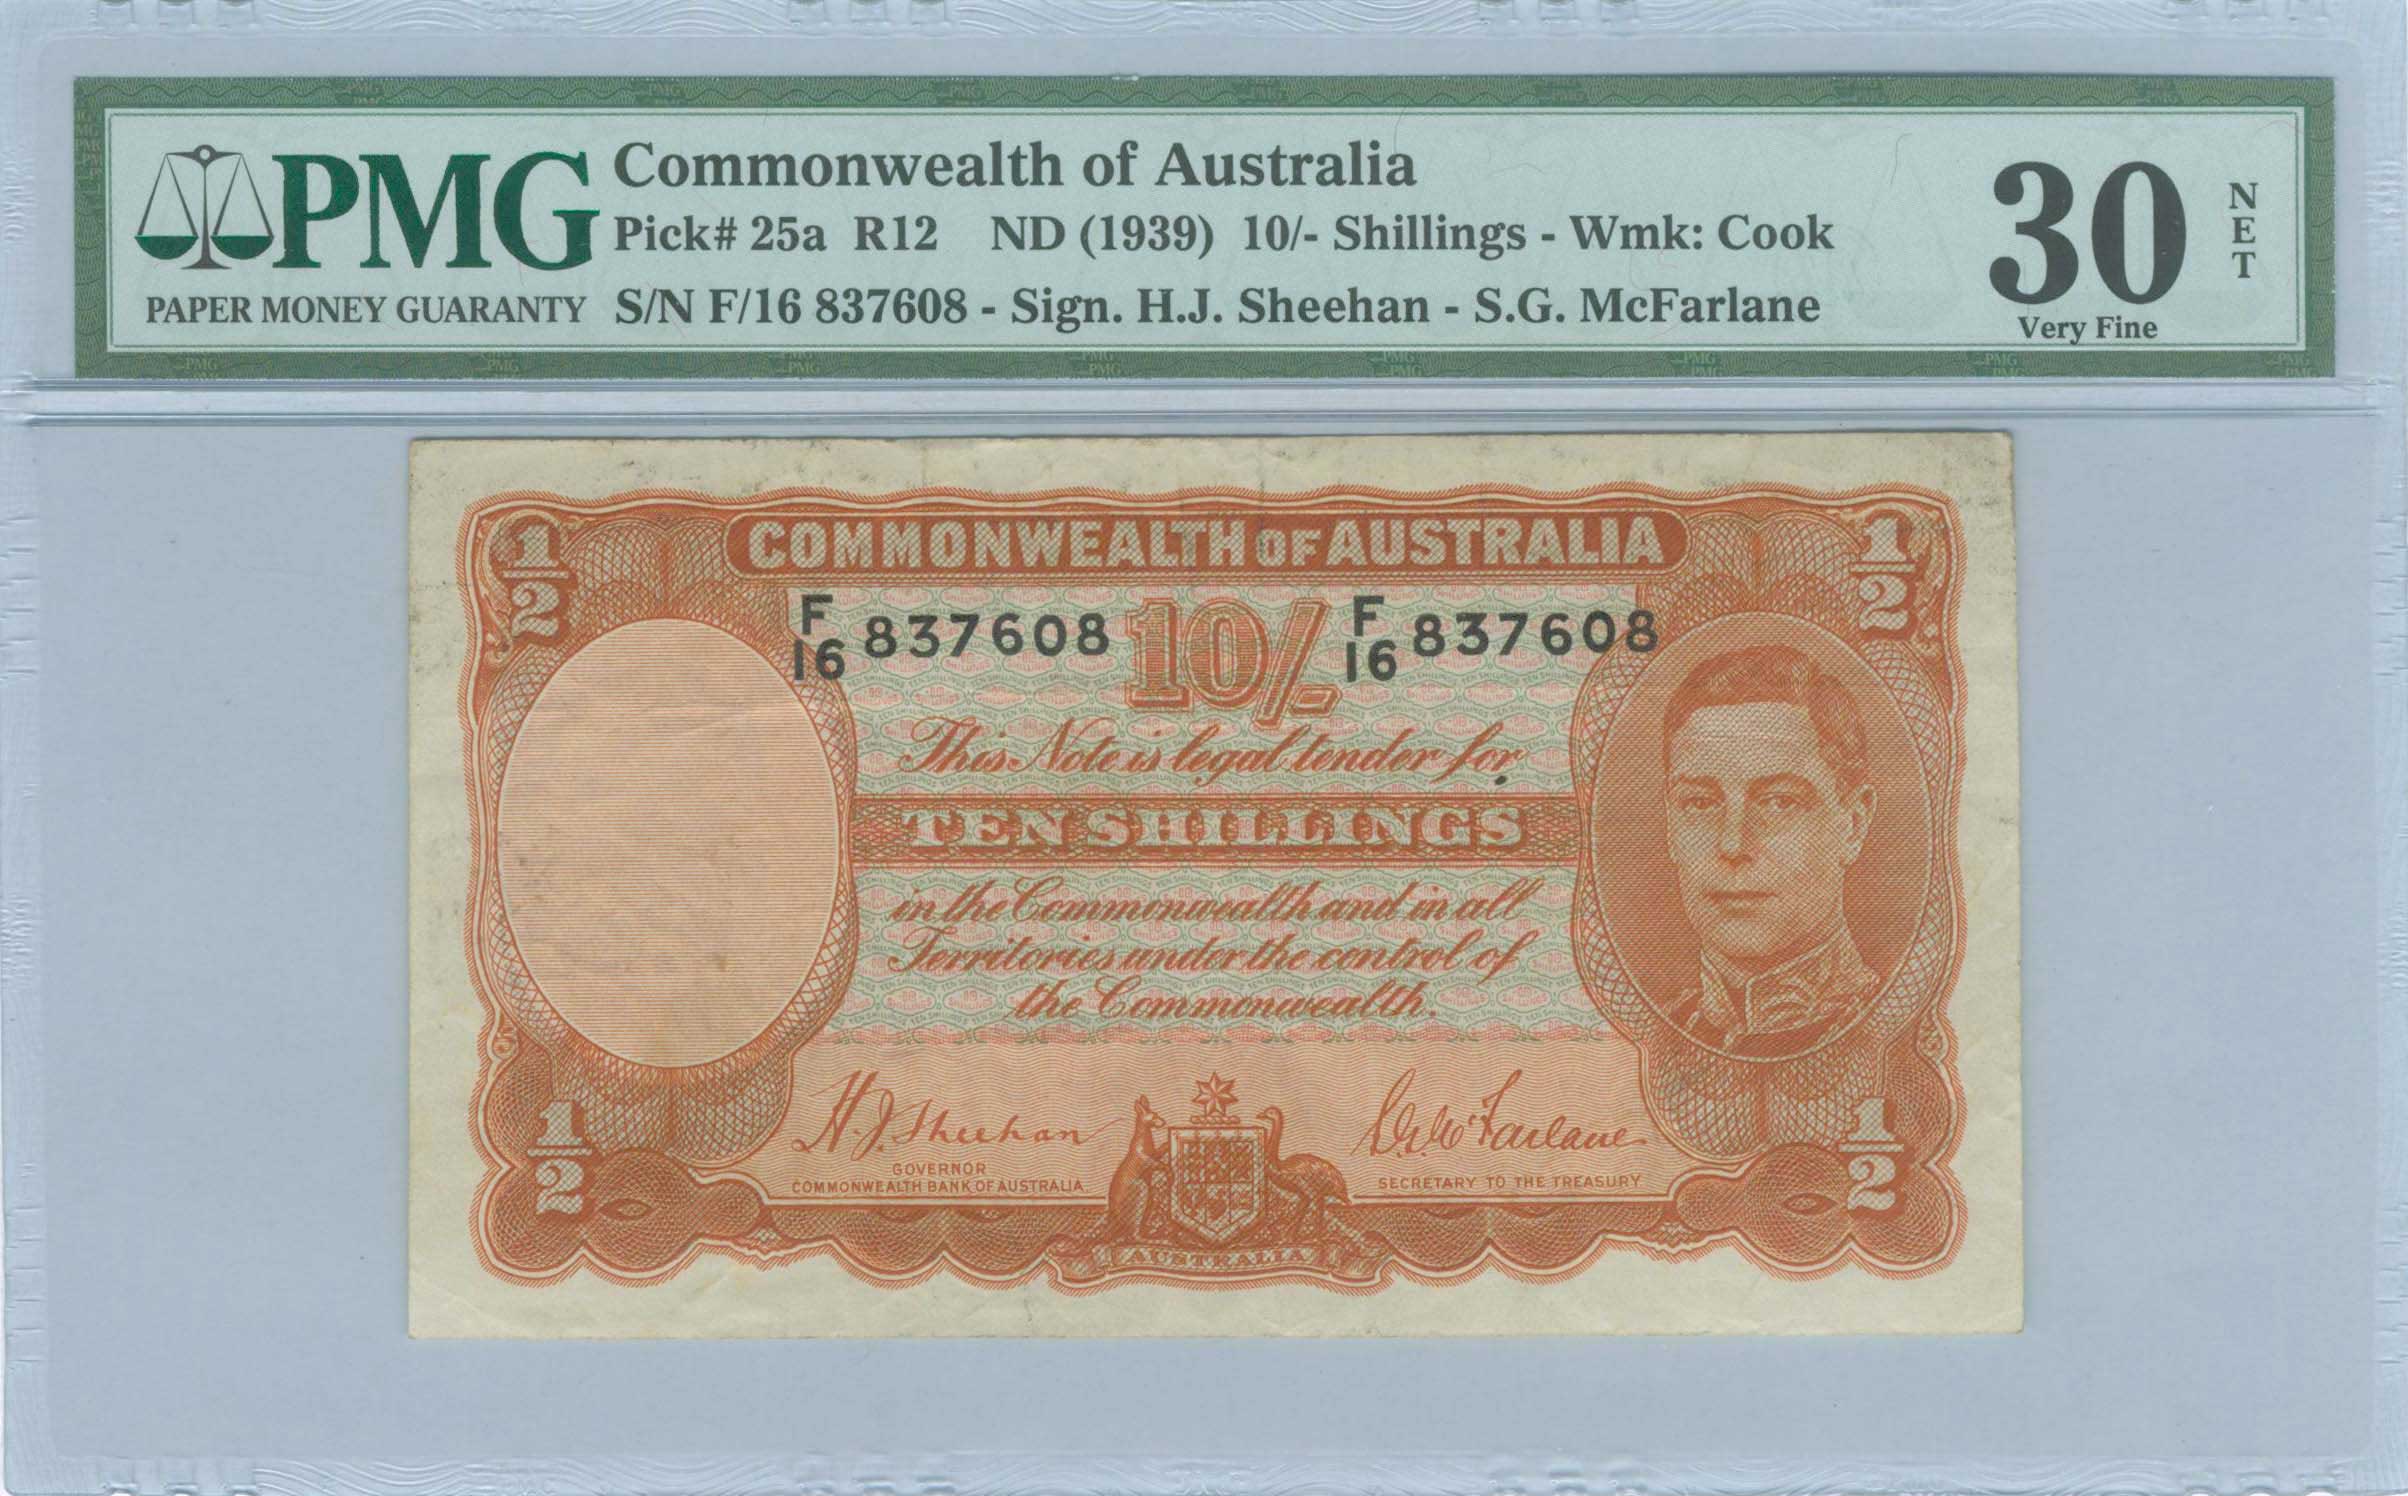 PMG
PAPER MONEY GUARANTY
Commonwealth of Australia
Pick# 25a R12 ND (1939) 10/- Shillings - Wmk: Cook
S/N F/16 837608 - Sign. H.J. Sheehan - S.G. McFarlane
30
NET
Very Fine
1/2
COMMONWEALTH OF AUSTRALIA
1/2
F/16 837608 10/- F/16 837608
This Note is legal tender for
TEN SHILLINGS
in the Commonwealth and in all
Territories under the control of
the Commonwealth.
H.J. Sheehan
GOVERNOR
COMMONWEALTH BANK OF AUSTRALIA
S.G. McFarlane
SECRETARY TO THE TREASURY
1/2
AUSTRALIA
1/2